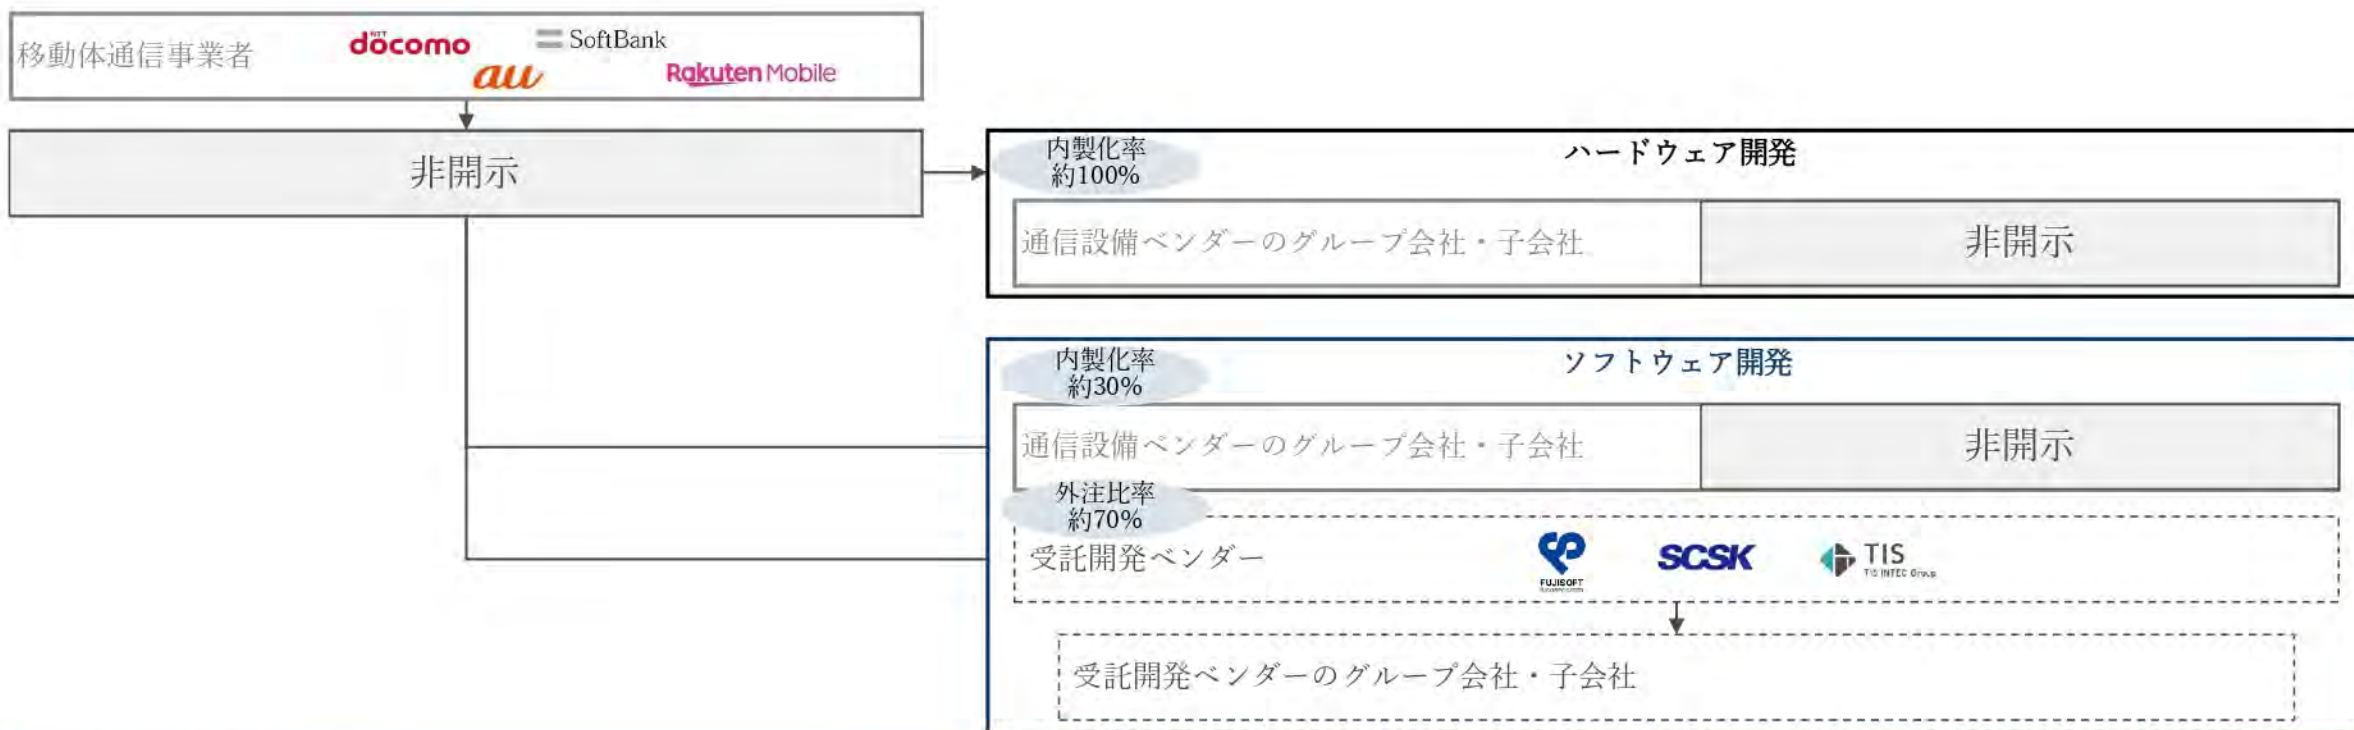 移動体通信事業者
NTT
döcomo
SoftBank
au
Rakuten Mobile
非開示
内製化率
約100%
ハードウェア開発
通信設備ベンダーのグループ会社・子会社
非開示
内製化率
約30%
ソフトウェア開発
通信設備ベンダーのグループ会社・子会社
非開示
外注比率
約70%
受託開発ベンダー
FUJISOFT
SCSK
TIS
TIS INTEC Group
受託開発ベンダーのグループ会社・子会社